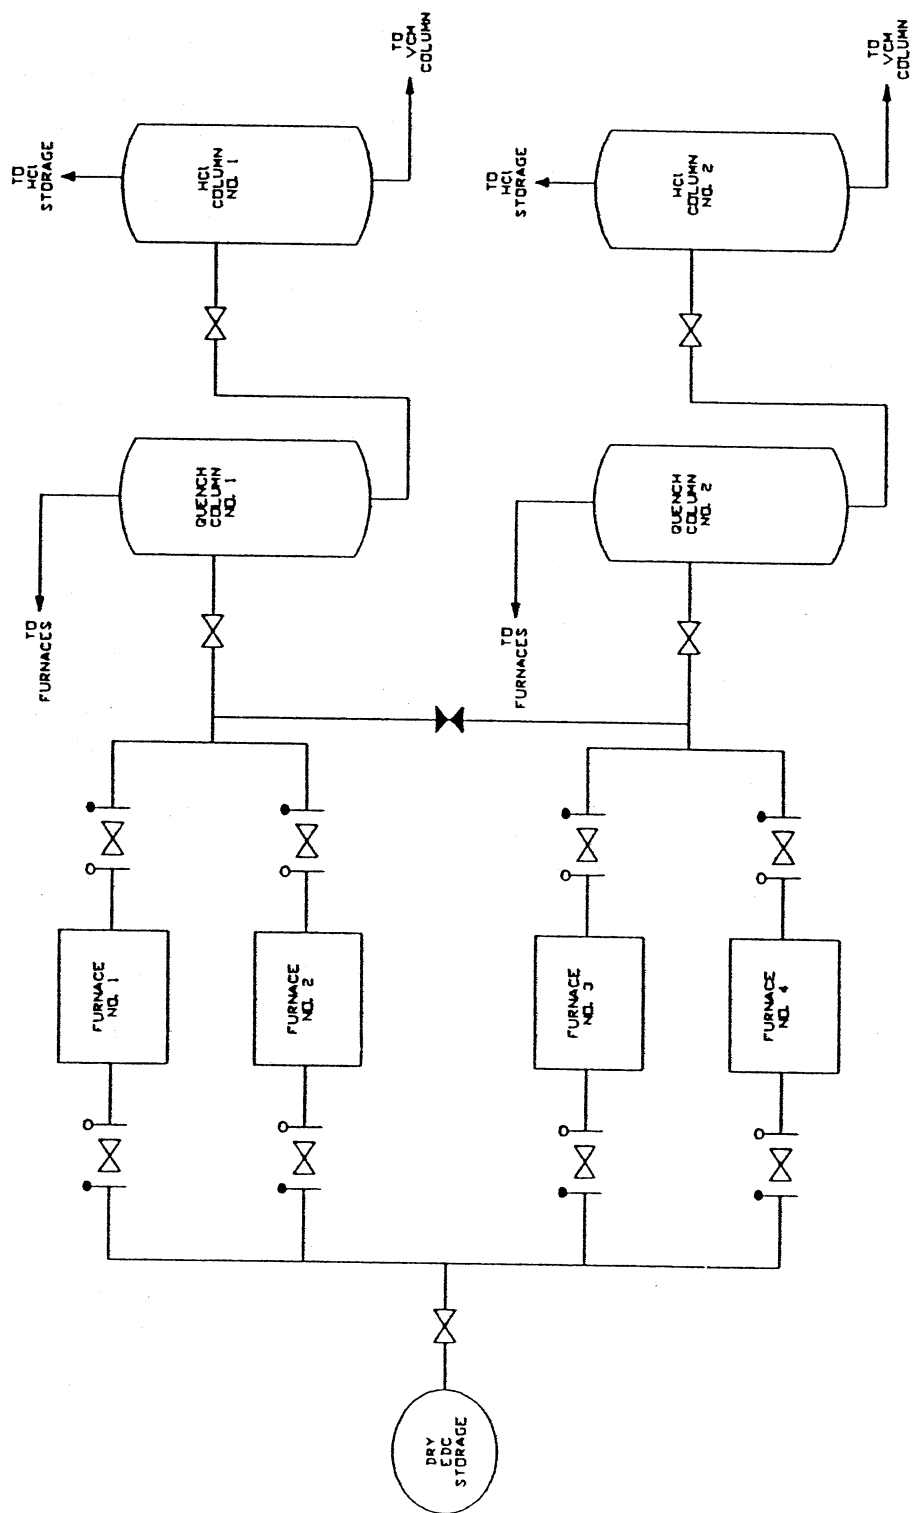 TO
HCl
STORAGE
HCl
COLUMN
NO. 1
TO
VCM
COLUMN
TO
HCl
STORAGE
HCl
COLUMN
NO. 2
TO
VCM
COLUMN
TO
FURNACES
QUENCH
COLUMN
NO. 1
TO
FURNACES
QUENCH
COLUMN
NO. 2
FURNACE
NO. 1
FURNACE
NO. 2
FURNACE
NO. 3
FURNACE
NO. 4
DRY
EDC
STORAGE